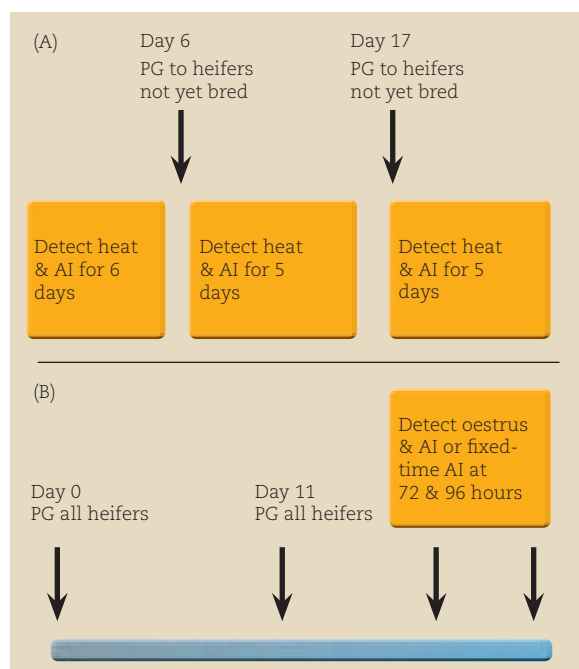 (A)
Day 6
PG to heifers
not yet bred
Day 17
PG to heifers
not yet bred
Detect heat
& AI for 6
days
Detect heat
& AI for 5
days
Detect heat
& AI for 5
days
(B)
Detect oestrus
& AI or fixed-
time AI at
72 & 96 hours
Day 0
PG all heifers
Day 11
PG all heifers